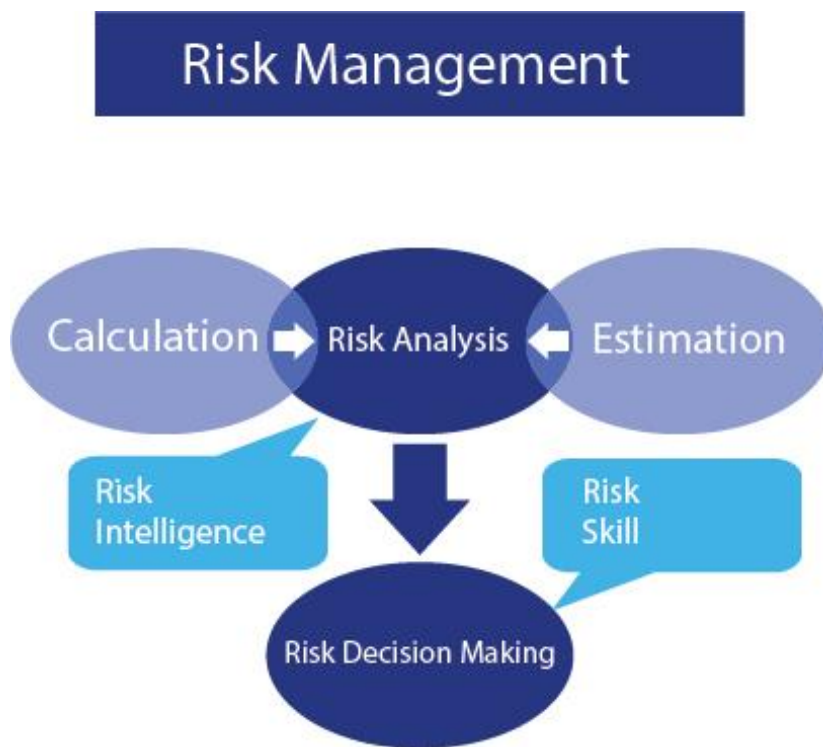 Risk Management
Calculation
Risk Analysis
Estimation
Risk
Intelligence
Risk
Skill
Risk Decision Making